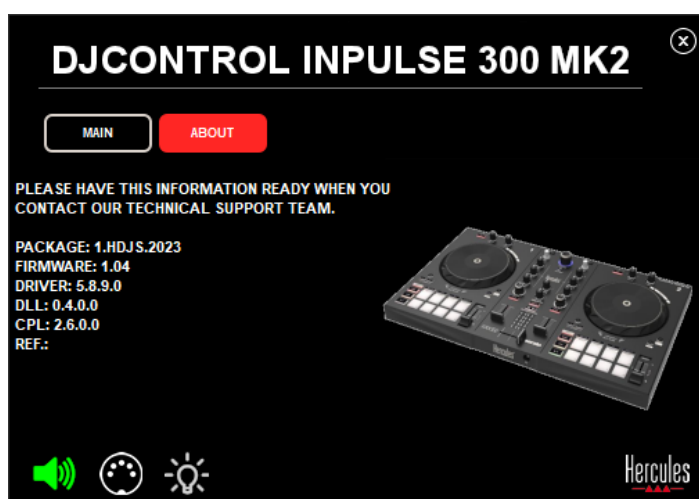 DJCONTROL INPULSE 300 MK2
MAIN
ABOUT
PLEASE HAVE THIS INFORMATION READY WHEN YOU
CONTACT OUR TECHNICAL SUPPORT TEAM.
PACKAGE: 1.HDJS.2023
FIRMWARE: 1.04
DRIVER: 5.8.9.0
DLL: 0.4.0.0
CPL: 2.6.0.0
REF.:
Hercules
Hercules